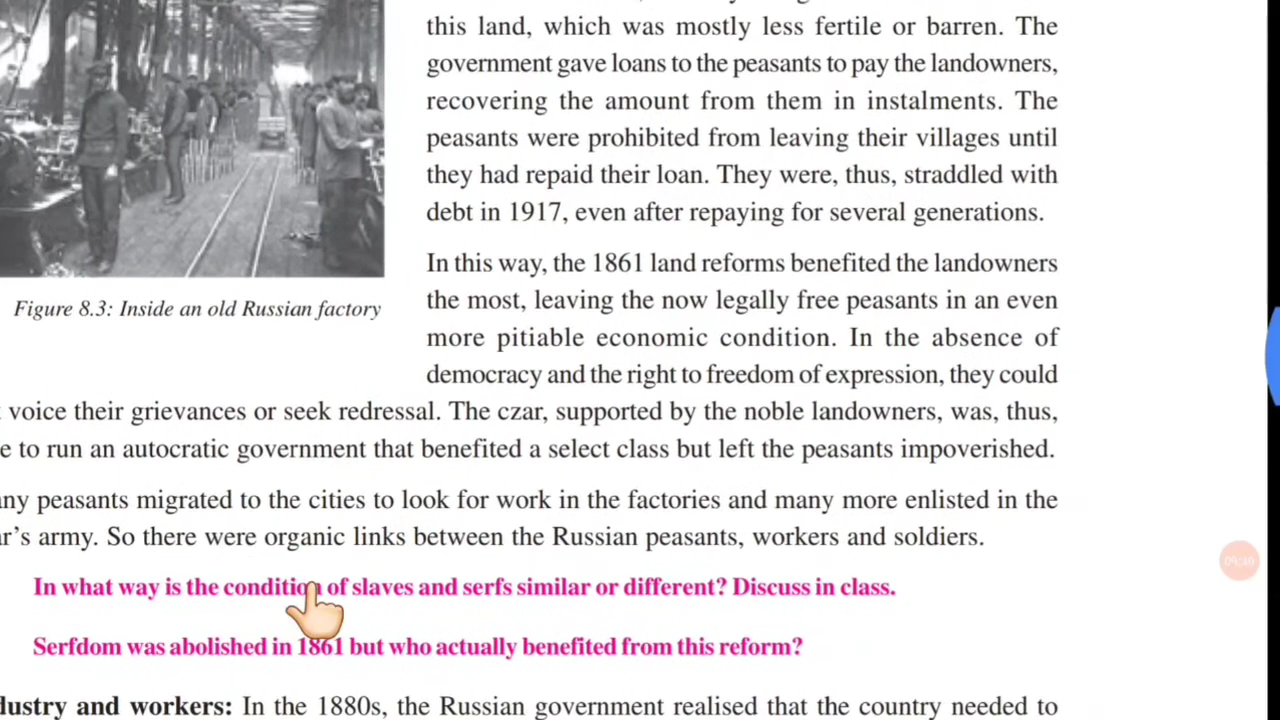 this land, which was mostly less fertile or barren. The
government gave loans to the peasants to pay the landowners,
recovering the amount from them in instalments. The
peasants were prohibited from leaving their villages until
they had repaid their loan. They were, thus, straddled with
debt in 1917, even after repaying for several generations.
In this way, the 1861 land reforms benefited the landowners
the most, leaving the now legally free peasants in an even
more pitiable economic condition. In the absence of
democracy and the right to freedom of expression, they could
Figure 8.3: Inside an old Russian factory
voice their grievances or seek redressal. The czar, supported by the noble landowners, was, thus,
to run an autocratic government that benefited a select class but left the peasants impoverished.
peasants migrated to the cities to look for work in the factories and many more enlisted in the
army. So there were organic links between the Russian peasants, workers and soldiers.
In what way is the condition of slaves and serfs similar or different? Discuss in class.
Serfdom was abolished in 1861 but who actually benefited from this reform?
and workers: In the 1880s, the Russian government realised that the country needed to